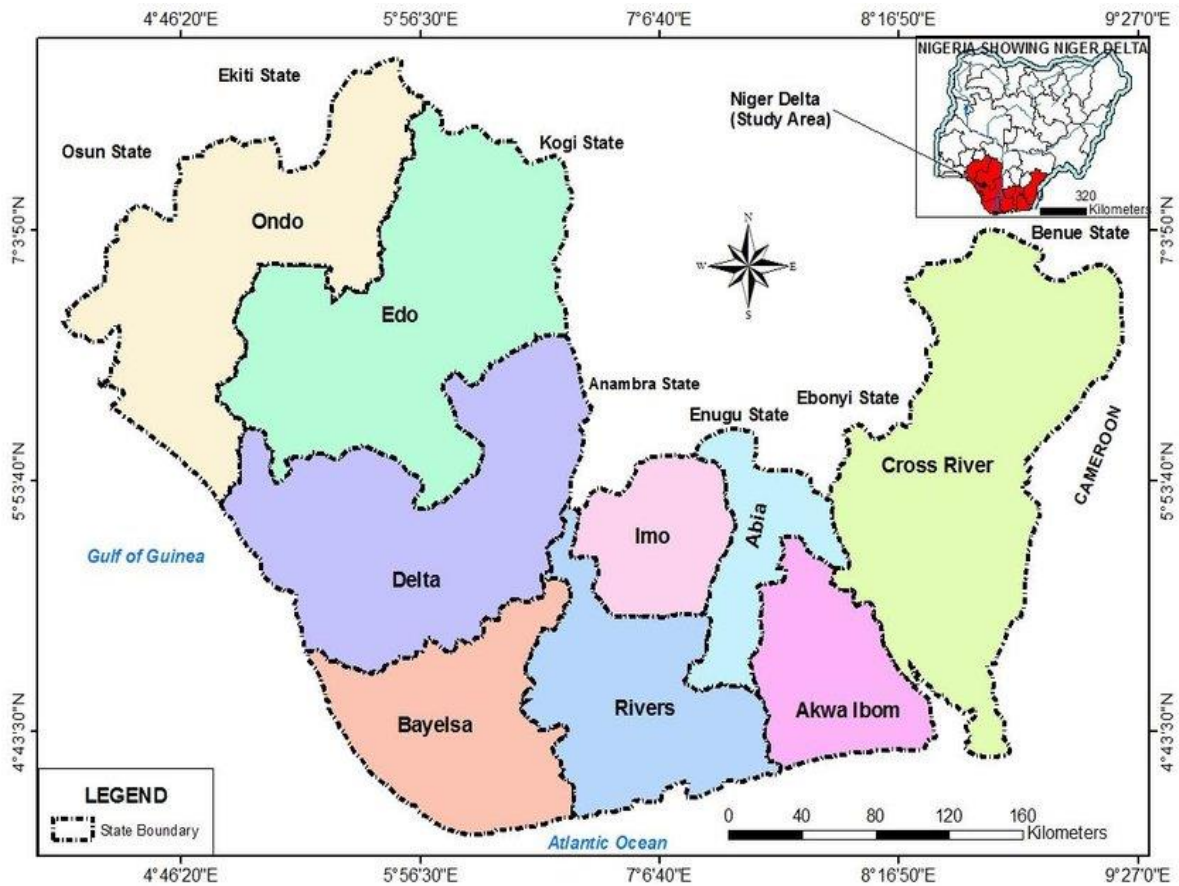 4°46'20"E 5°56'30"E 7°6'40"E 8°16'50"E 9°27'0"E
NIGERIA SHOWING NIGER DELTA
Ekiti State
Niger Delta
(Study Area)
Osun State
Kogi State
320
Kilometers
Ondo
7°3'50"N
7°3'50"N
Benue State
N
W E
S
Edo
Anambra State
Enugu State
Ebonyi State
Cross River
CAMEROON
5°53'40"N
5°53'40"N
Abia
Imo
Gulf of Guinea
Delta
Rivers
Akwa Ibom
Bayelsa
4°43'30"N
4°43'30"N
LEGEND
State Boundary
0 40 80 120 160
Kilometers
Atlantic Ocean
4°46'20"E 5°56'30"E 7°6'40"E 8°16'50"E 9°27'0"E